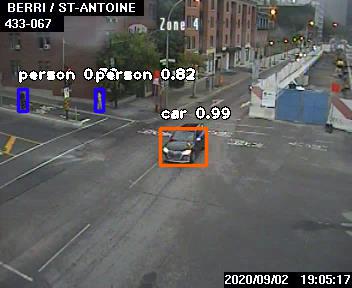 BERRI / ST-ANTOINE
433-067
Zone 4
person 0
person 0.82
car 0.99
2020/09/02 19:05:17